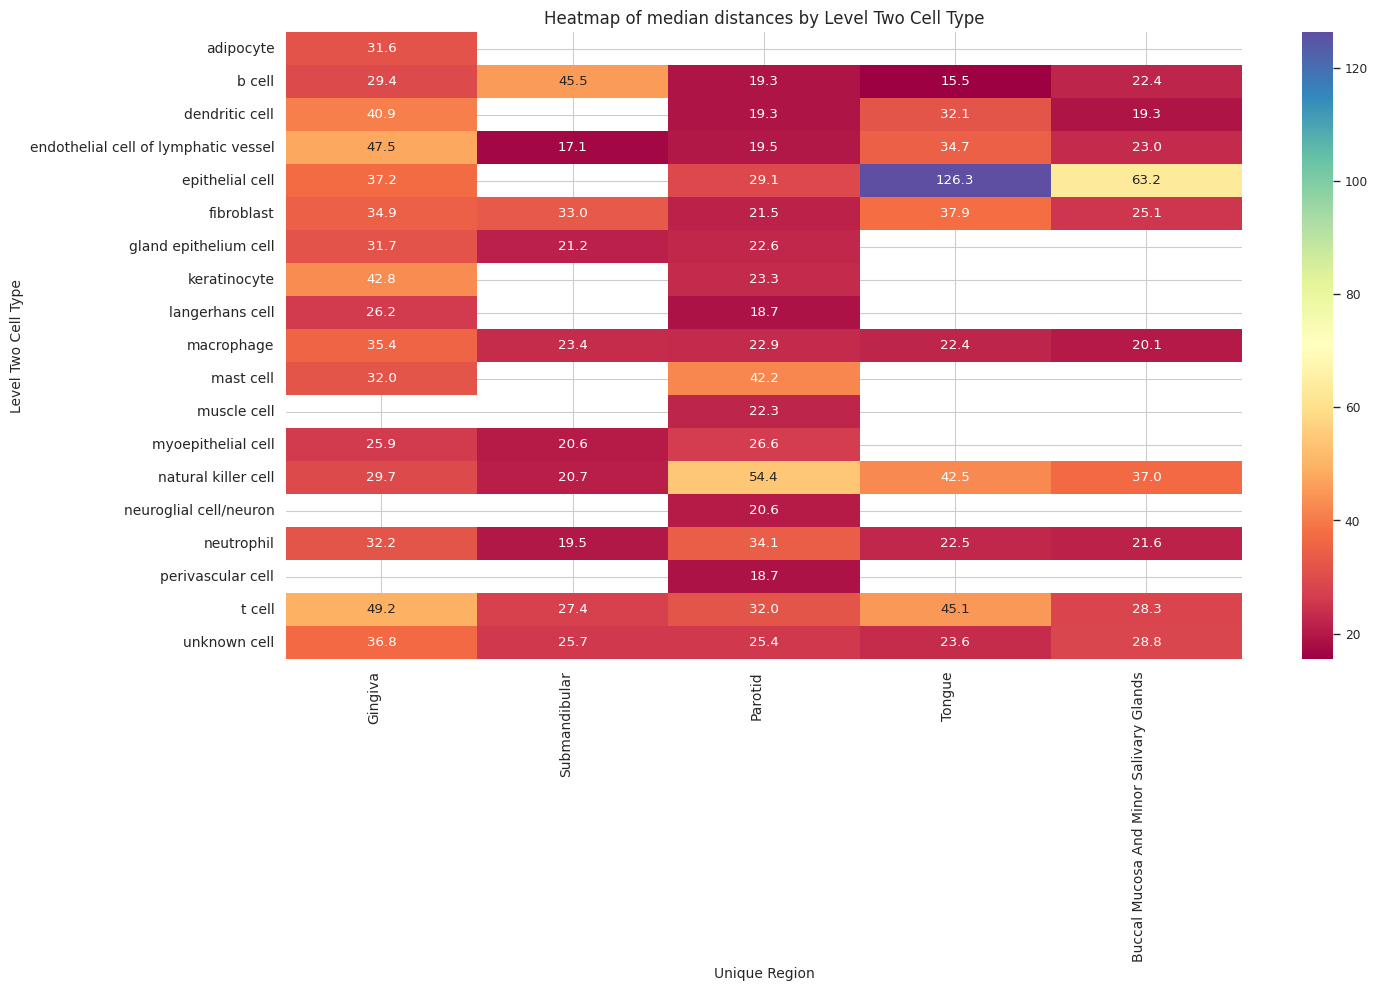 Heatmap of median distances by Level Two Cell Type
Level Two Cell Type
adipocyte 31.6
b cell 29.4 45.5 19.3 15.5 22.4
dendritic cell 40.9 19.3 32.1 19.3
endothelial cell of lymphatic vessel 47.5 17.1 19.5 34.7 23.0
epithelial cell 37.2 29.1 126.3 63.2
fibroblast 34.9 33.0 21.5 37.9 25.1
gland epithelium cell 31.7 21.2 22.6
keratinocyte 42.8 23.3
langerhans cell 26.2 18.7
macrophage 35.4 23.4 22.9 22.4 20.1
mast cell 32.0 42.2
muscle cell 22.3
myoepithelial cell 25.9 20.6 26.6
natural killer cell 29.7 20.7 54.4 42.5 37.0
neuroglial cell/neuron 20.6
neutrophil 32.2 19.5 34.1 22.5 21.6
perivascular cell 18.7
t cell 49.2 27.4 32.0 45.1 28.3
unknown cell 36.8 25.7 25.4 23.6 28.8
Gingiva
Submandibular
Parotid
Tongue
Buccal Mucosa And Minor Salivary Glands
Unique Region
120
100
80
60
40
20